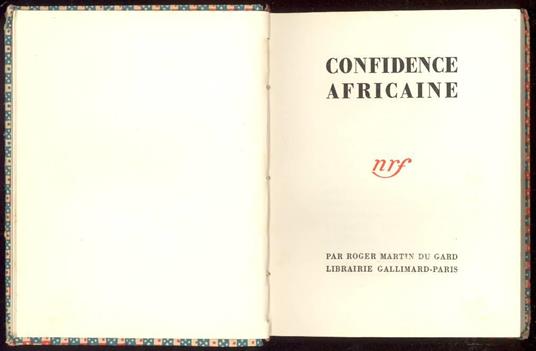 CONFIDENCE
AFRICAINE
nrf
PAR ROGER MARTIN DU GARD
LIBRAIRIE GALLIMARD-PARIS